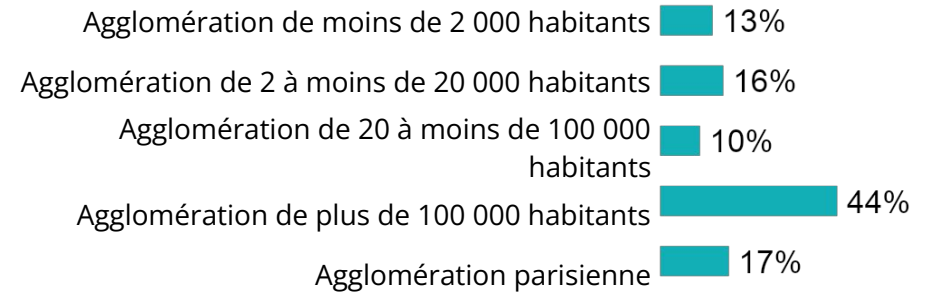 Agglomération de moins de 2 000 habitants 13%
Agglomération de 2 à moins de 20 000 habitants 16%
Agglomération de 20 à moins de 100 000
habitants 10%
Agglomération de plus de 100 000 habitants 44%
Agglomération parisienne 17%